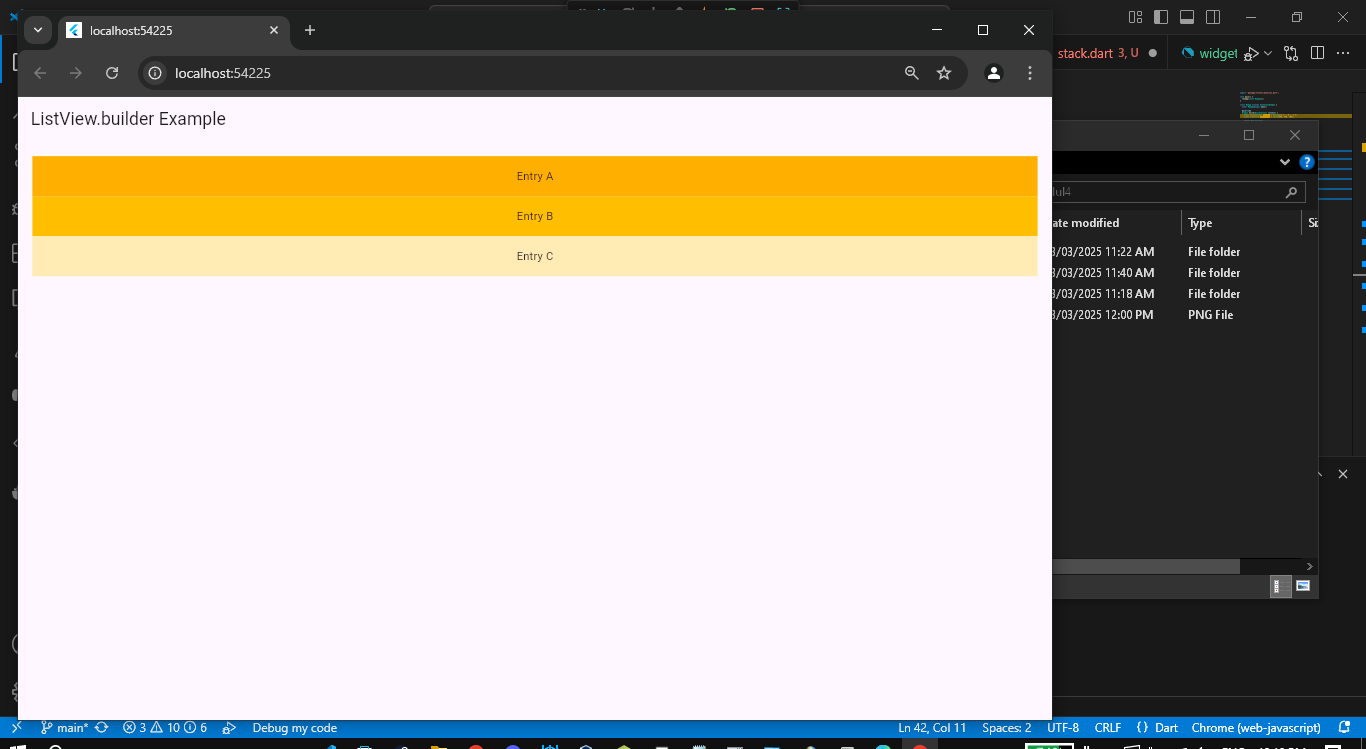 localhost:54225
localhost:54225
stack.dart 3, U
widget
ListView.builder Example
Entry A
Entry B
Entry C
?
ul4
ate modified
Type
3/03/2025 11:22 AM
File folder
3/03/2025 11:40 AM
File folder
3/03/2025 11:18 AM
File folder
3/03/2025 12:00 PM
PNG File
main*
3
10
6
Debug my code
Ln 42, Col 11
Spaces: 2
UTF-8
CRLF
{ } Dart
Chrome (web-javascript)